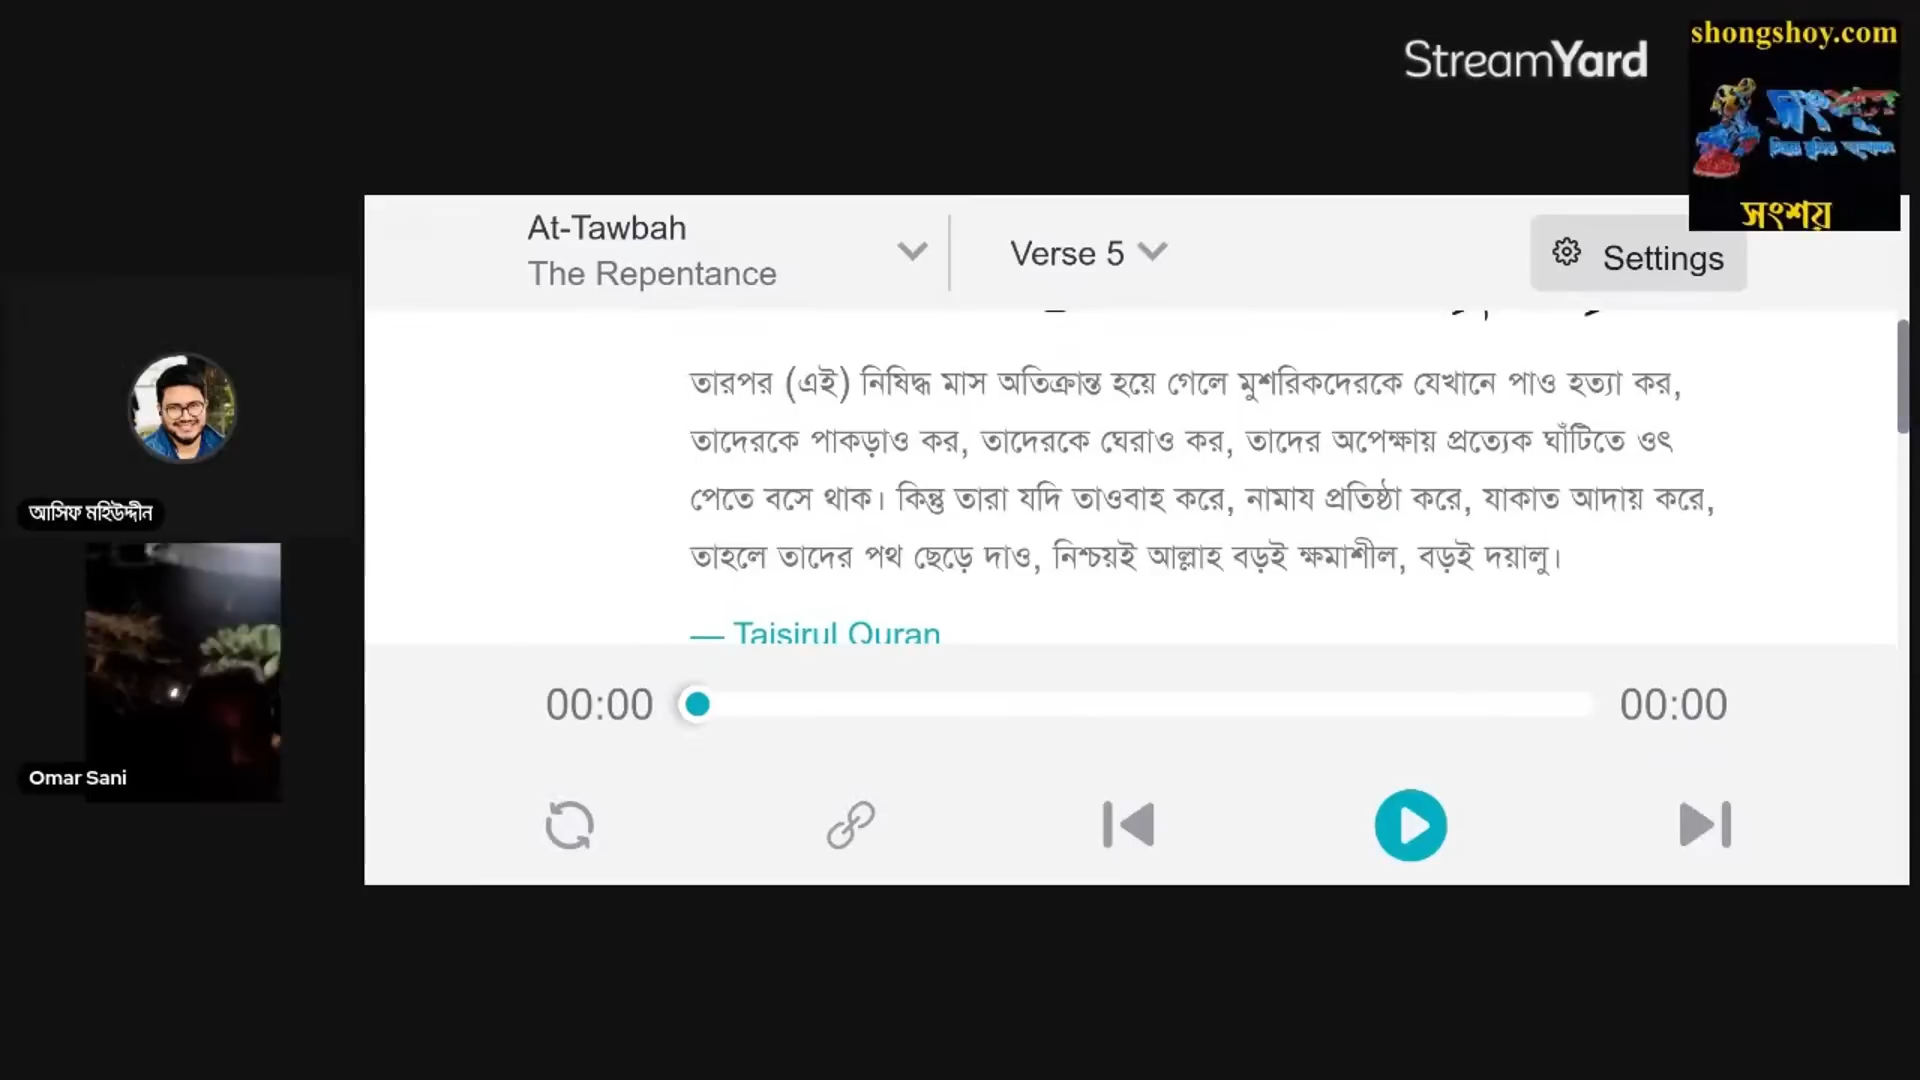 shongshoy.com
StreamYard
সংশয়
At-Tawbah
The Repentance
Verse 5
Settings
তারপর (এই) নিষিদ্ধ মাস অতিক্রান্ত হয়ে গেলে মুশরিকদেরকে যেখানে পাও হত্যা কর,
তাদেরকে পাকড়াও কর, তাদেরকে ঘেরাও কর, তাদের অপেক্ষায় প্রত্যেক ঘাঁটিতে ওৎ
পেতে বসে থাক। কিন্তু তারা যদি তাওবাহ করে, নামায প্রতিষ্ঠা করে, যাকাত আদায় করে,
তাহলে তাদের পথ ছেড়ে দাও, নিশ্চয়ই আল্লাহ বড়ই ক্ষমাশীল, বড়ই দয়ালু।
— Taisirul Quran
00:00
00:00
আসিফ মহিউদ্দীন
Omar Sani